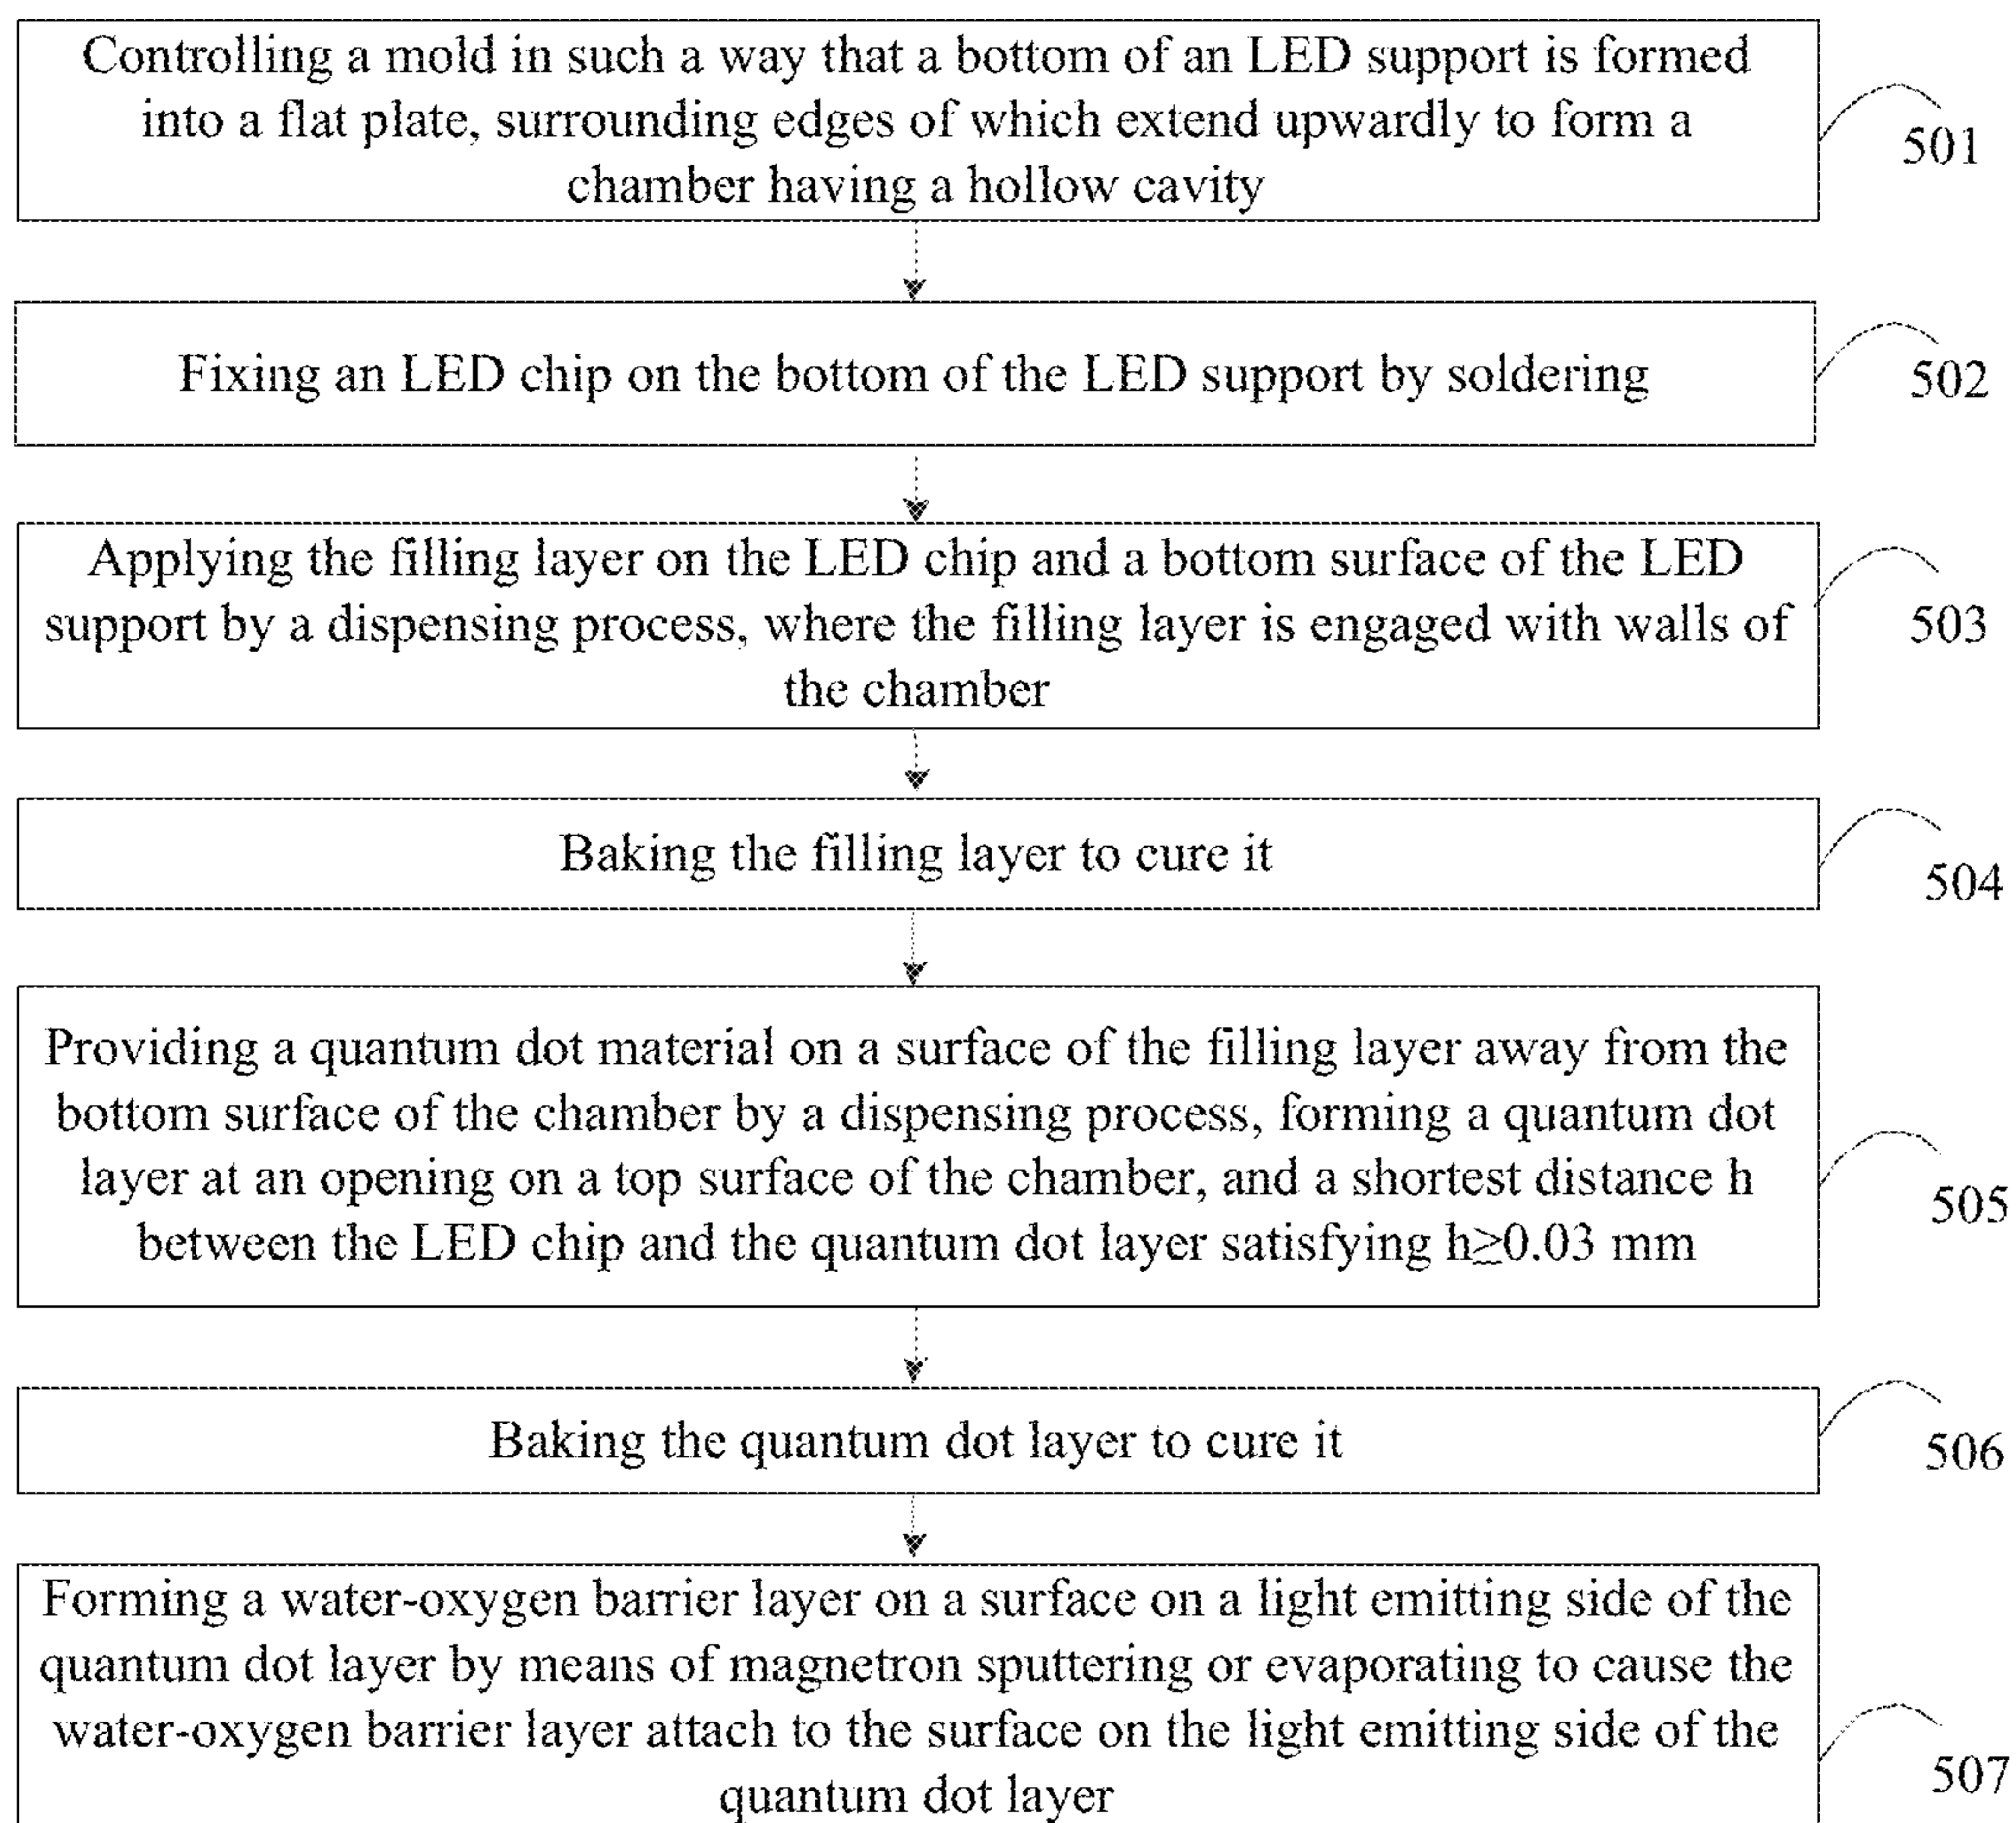 Controlling a mold in such a way that a bottom of an LED support is formed
into a flat plate, surrounding edges of which extend upwardly to form a
chamber having a hollow cavity
501
Fixing an LED chip on the bottom of the LED support by soldering
502
Applying the filling layer on the LED chip and a bottom surface of the LED
support by a dispensing process, where the filling layer is engaged with walls of
the chamber
503
Baking the filling layer to cure it
504
Providing a quantum dot material on a surface of the filling layer away from the
bottom surface of the chamber by a dispensing process, forming a quantum dot
layer at an opening on a top surface of the chamber, and a shortest distance h
between the LED chip and the quantum dot layer satisfying h≥0.03 mm
505
Baking the quantum dot layer to cure it
506
Forming a water-oxygen barrier layer on a surface on a light emitting side of the
quantum dot layer by means of magnetron sputtering or evaporating to cause the
water-oxygen barrier layer attach to the surface on the light emitting side of the
quantum dot layer
507